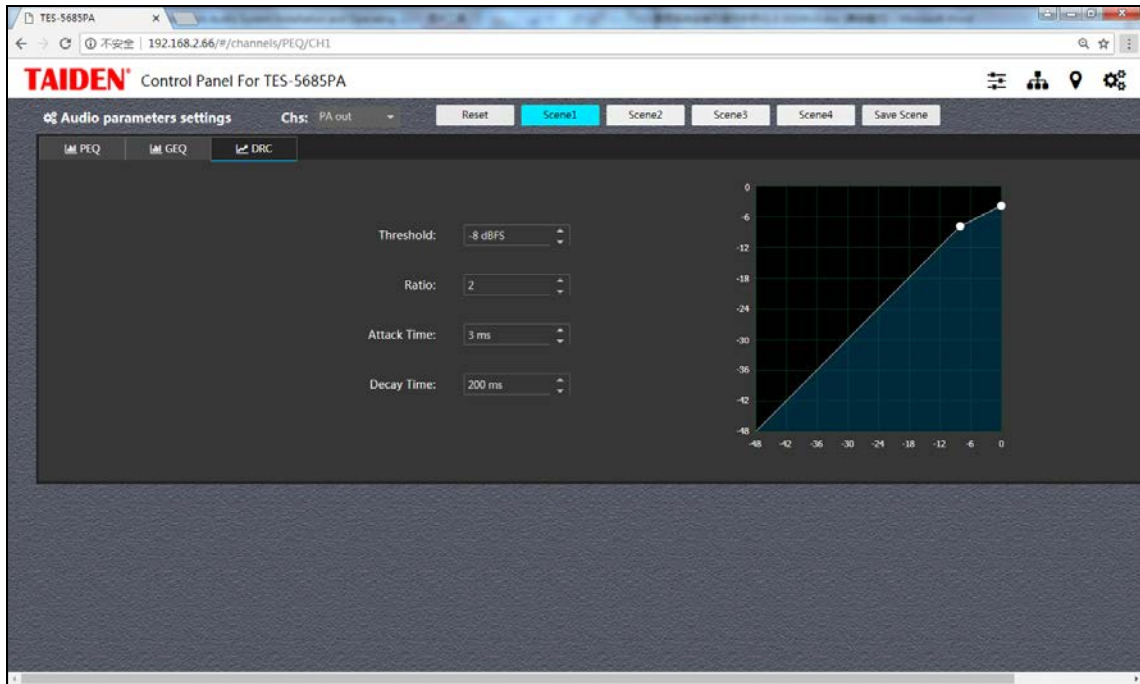 TES-5685PA
不安全 | 192.168.2.66/#/channels/PEQ/CH1
TAIDEN® Control Panel For TES-5685PA
Audio parameters settings Chs: PA out Reset Scene1 Scene2 Scene3 Scene4 Save Scene
PEQ GEQ DRC
Threshold: -8 dBFS
Ratio: 2
Attack Time: 3 ms
Decay Time: 200 ms
0
-6
-12
-18
-24
-30
-36
-42
-48
-48 -42 -36 -30 -24 -18 -12 -6 0